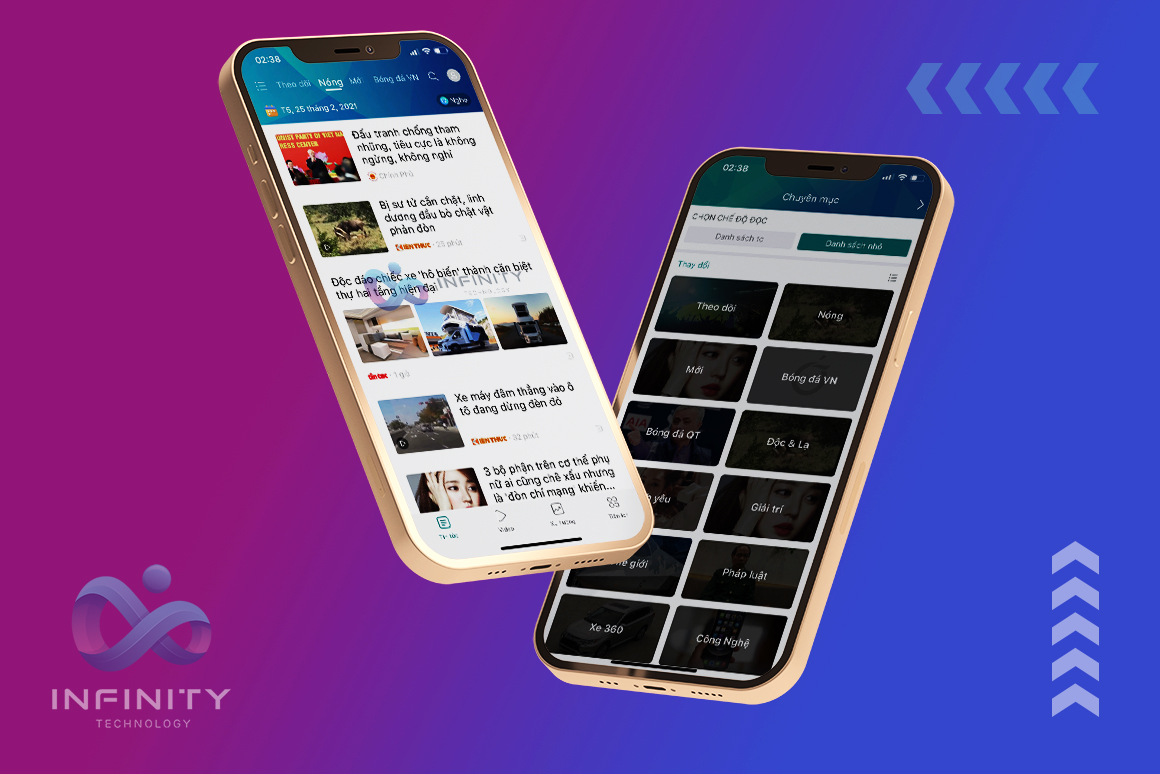 02:38
Theo dõi Nóng Mới Bóng đá VN
T5, 25 tháng 2, 2021
Nghe
Đấu tranh chống tham
nhũng, tiêu cực là không
ngừng, không nghỉ
Chính Phủ
Bị sư tử cắn chặt, linh
dương đầu bò chật vật
phản đòn
KIẾN THỨC · 23 phút
Độc đáo chiếc xe 'hô biến' thành căn biệt
thự hai tầng hiện đại
INFINITY
TECHNOLOGY
1 giờ
Xe máy đâm thẳng vào ô
tô đang dừng đèn đỏ
KIẾN THỨC · 32 phút
3 bộ phận trên cơ thể phụ
nữ ai cũng chê xấu nhưng
là 'đòn chí mạng' khiến...
Tin tức
Video
Xu hướng
02:38
Chuyên mục
CHỌN CHẾ ĐỘ ĐỌC
Danh sách to
Danh sách nhỏ
Thay đổi
Theo dõi
Nóng
Mới
Bóng đá VN
Bóng đá QT
Độc & Lạ
yêu
Giải trí
giới
Pháp luật
Xe 360
Công Nghệ
INFINITY
TECHNOLOGY